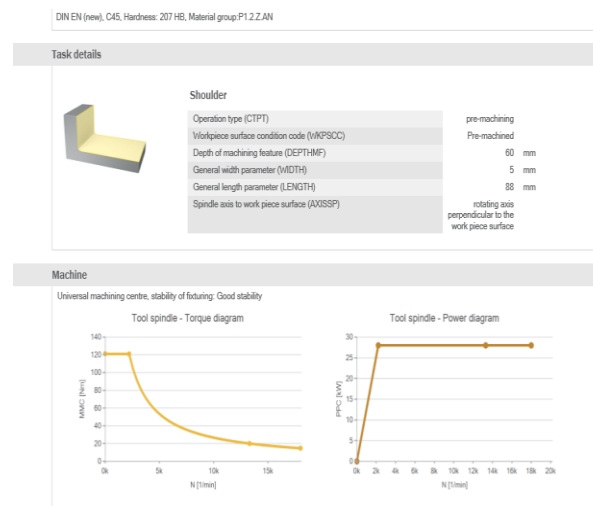 DIN EN (new), C45, Hardness: 207 HB, Material group:P1.2.Z.AN
Task details
Shoulder
Operation type (CTPT) pre-machining
Workpiece surface condition code (WKPSCC) Pre-machined
Depth of machining feature (DEPTHMF) 60 mm
General width parameter (WIDTH) 5 mm
General length parameter (LENGTH) 88 mm
Spindle axis to work piece surface (AXISSP) rotating axis
perpendicular to the
work piece surface
Machine
Universal machining centre, stability of fixturing: Good stability
Tool spindle - Torque diagram
140
120
100
80
60
40
20
0
MMC [Nm]
0k 5k 10k 15k
N [1/min]
Tool spindle - Power diagram
30
25
20
15
10
5
0
PPC [kW]
0k 2k 4k 6k 8k 10k 12k 14k 16k 18k 20k
N [1/min]